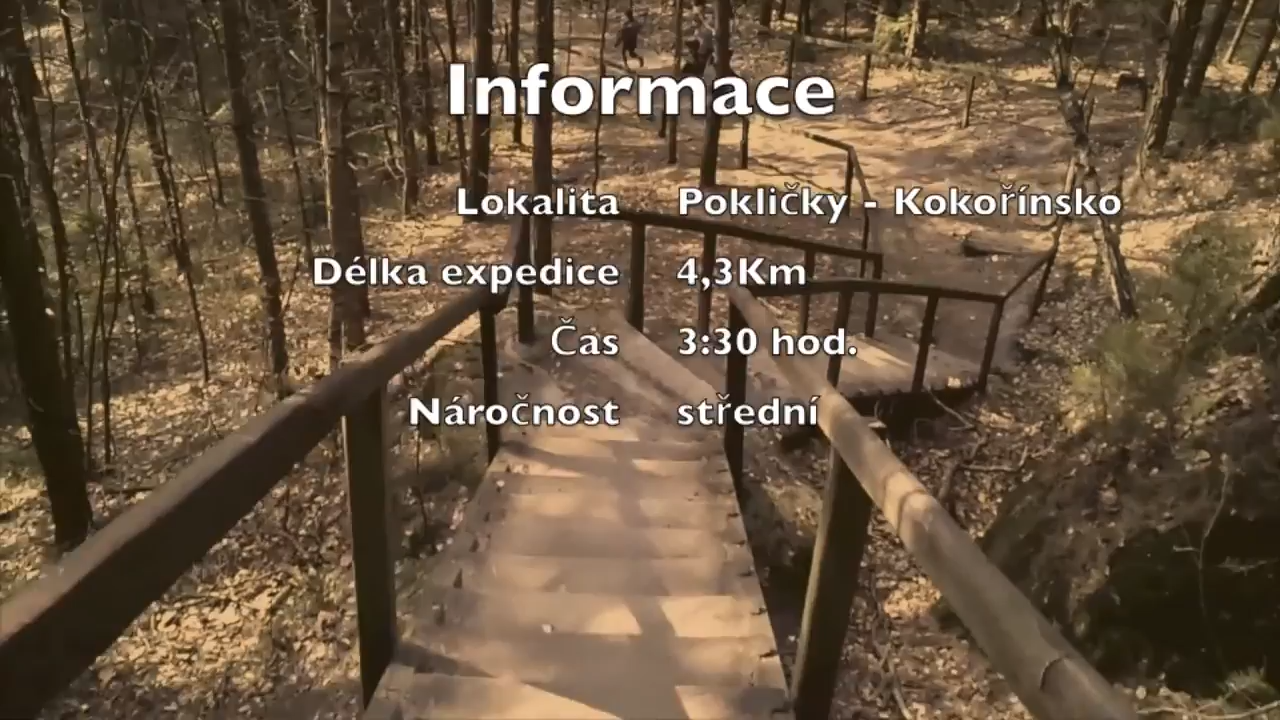 Informace
Lokalita Pokličky - Kokořínsko
Délka expedice 4,3Km
Čas 3:30 hod.
Náročnost střední